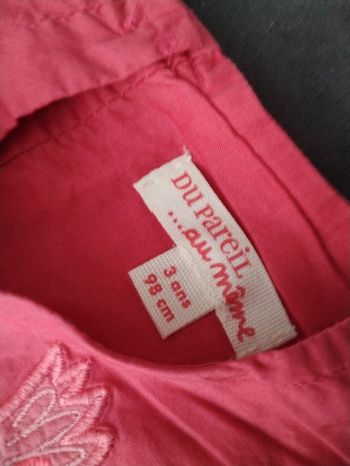 DU PAREIL
...au même
3 ans
98 cm